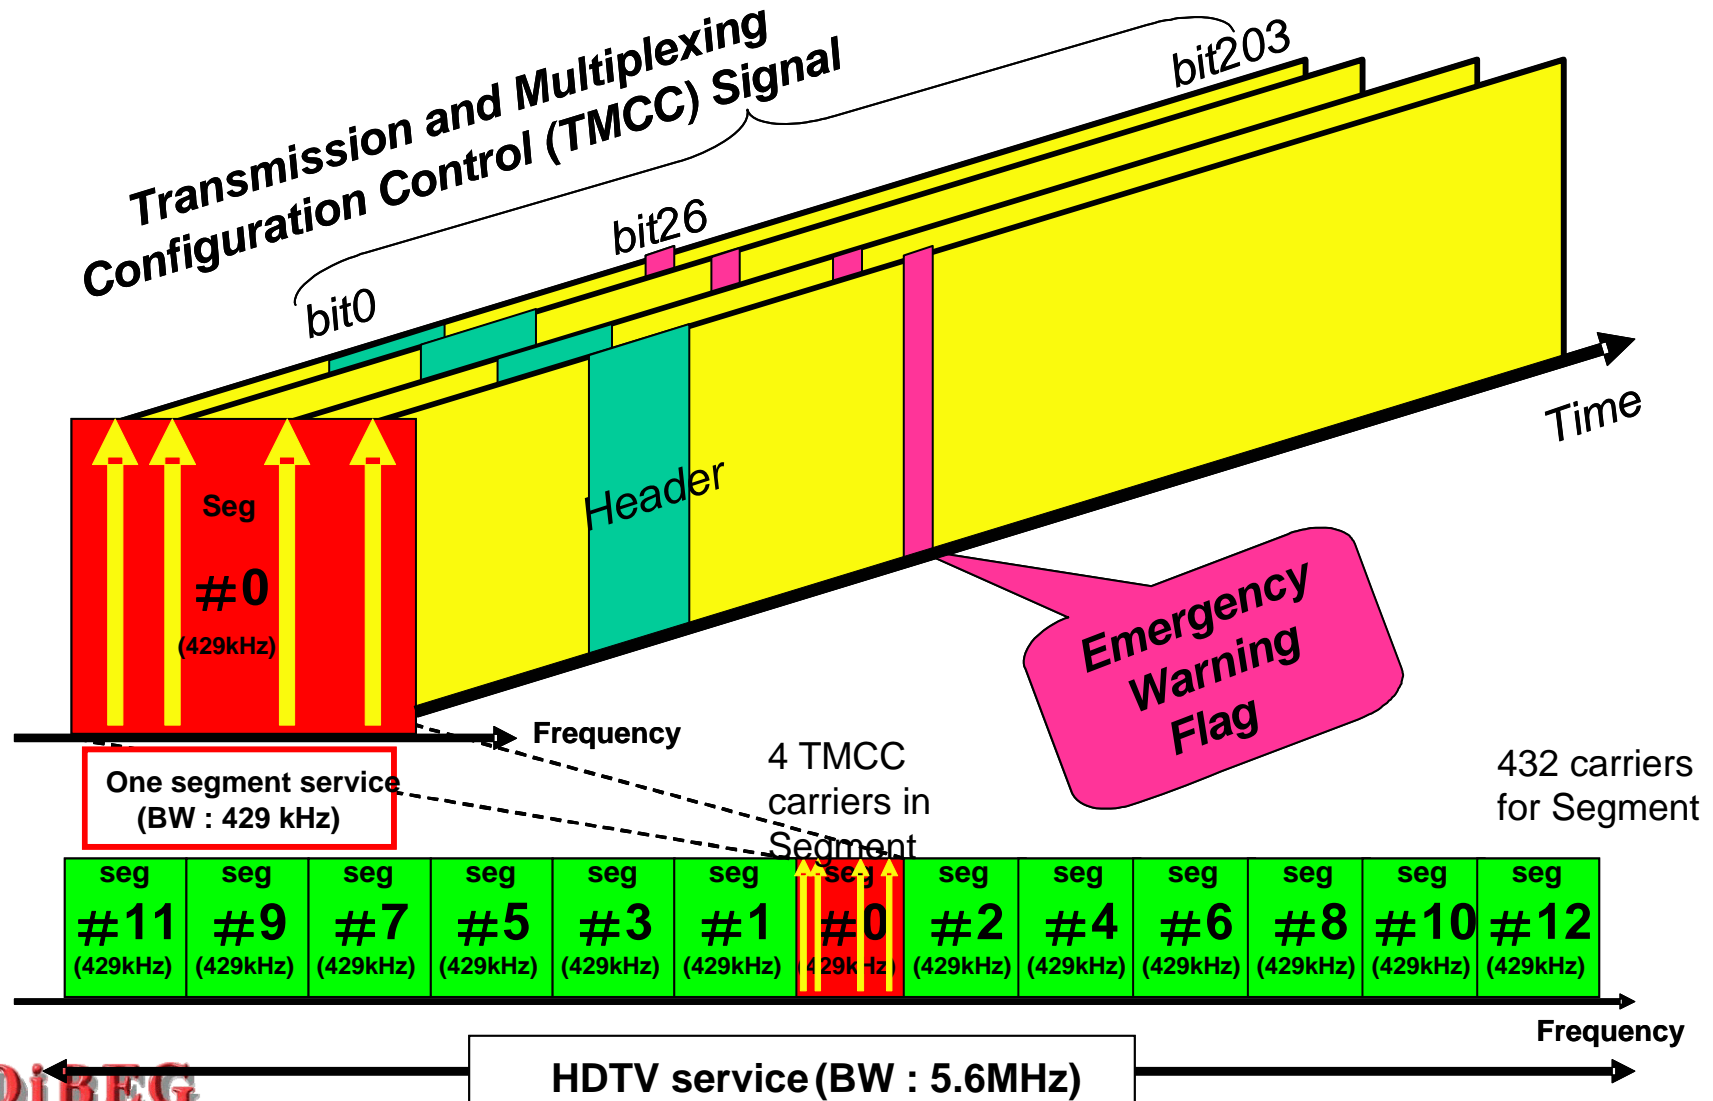 Transmission and Multiplexing
Configuration Control (TMCC) Signal
bit203
bit26
bit0
Time
Header
Seg
#0
(429kHz)
Emergency
Warning
Flag
Frequency
One segment service
(BW : 429 kHz)
4 TMCC
carriers in
Segment
432 carriers
for Segment
seg seg seg seg seg seg seg seg seg seg seg seg seg
#11 #9 #7 #5 #3 #1 #0 #2 #4 #6 #8 #10 #12
(429kHz) (429kHz) (429kHz) (429kHz) (429kHz) (429kHz) (429kHz) (429kHz) (429kHz) (429kHz) (429kHz) (429kHz) (429kHz)
Frequency
HDTV service (BW : 5.6MHz)
DiBEG